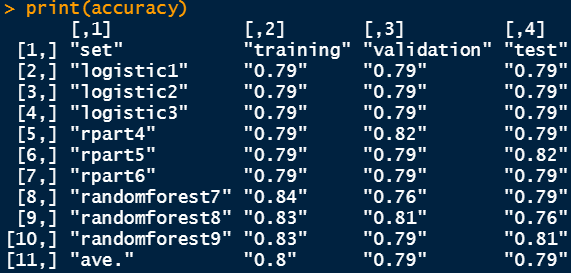 > print(accuracy)
[,1] [,2] [,3] [,4]
[1,] "set" "training" "validation" "test"
[2,] "logistic1" "0.79" "0.79" "0.79"
[3,] "logistic2" "0.79" "0.79" "0.79"
[4,] "logistic3" "0.79" "0.79" "0.79"
[5,] "rpart4" "0.79" "0.82" "0.79"
[6,] "rpart5" "0.79" "0.79" "0.82"
[7,] "rpart6" "0.79" "0.79" "0.79"
[8,] "randomforest7" "0.84" "0.76" "0.79"
[9,] "randomforest8" "0.83" "0.81" "0.76"
[10,] "randomforest9" "0.83" "0.79" "0.81"
[11,] "ave." "0.8" "0.79" "0.79"